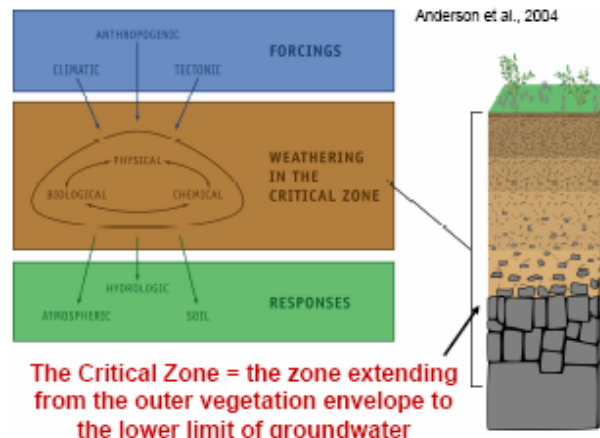 Anderson et al., 2004
ANTHROPOGENIC
FORCINGS
CLIMATIC
TECTONIC
PHYSICAL
WEATHERING
IN THE
CRITICAL ZONE
BIOLOGICAL
CHEMICAL
HYDROLOGIC
RESPONSES
ATMOSPHERIC
SOIL
The Critical Zone = the zone extending
from the outer vegetation envelope to
the lower limit of groundwater